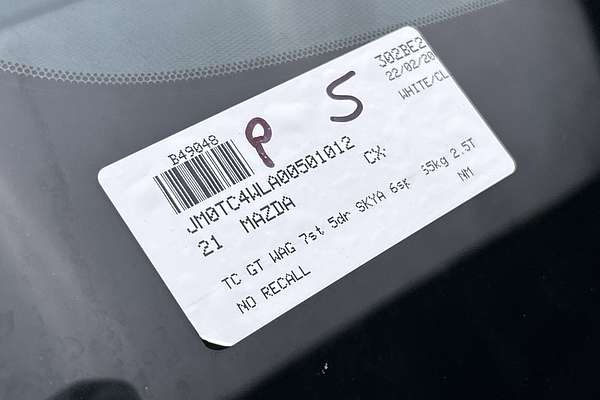 P S
302BE2
22/02/20
WHITE/CL
B49048
JM0TC4WLA00501012
21 MAZDA CX-
TC GT WAG 7st 5dr SKYA 6sp 55kg 2.5T
NO RECALL NM